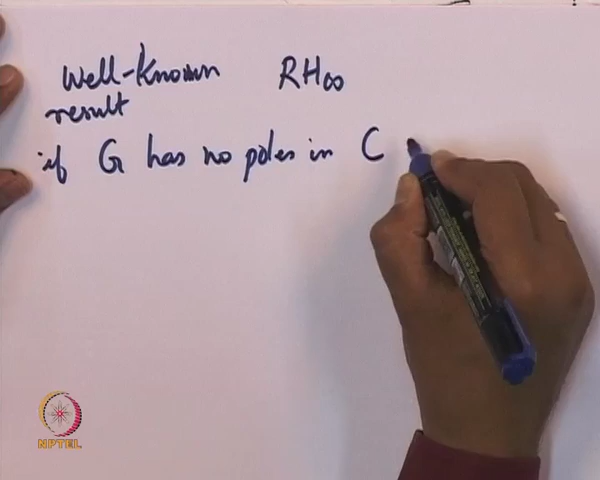 Well-Known RH∞
result
if G has no poles in C
NPTEL